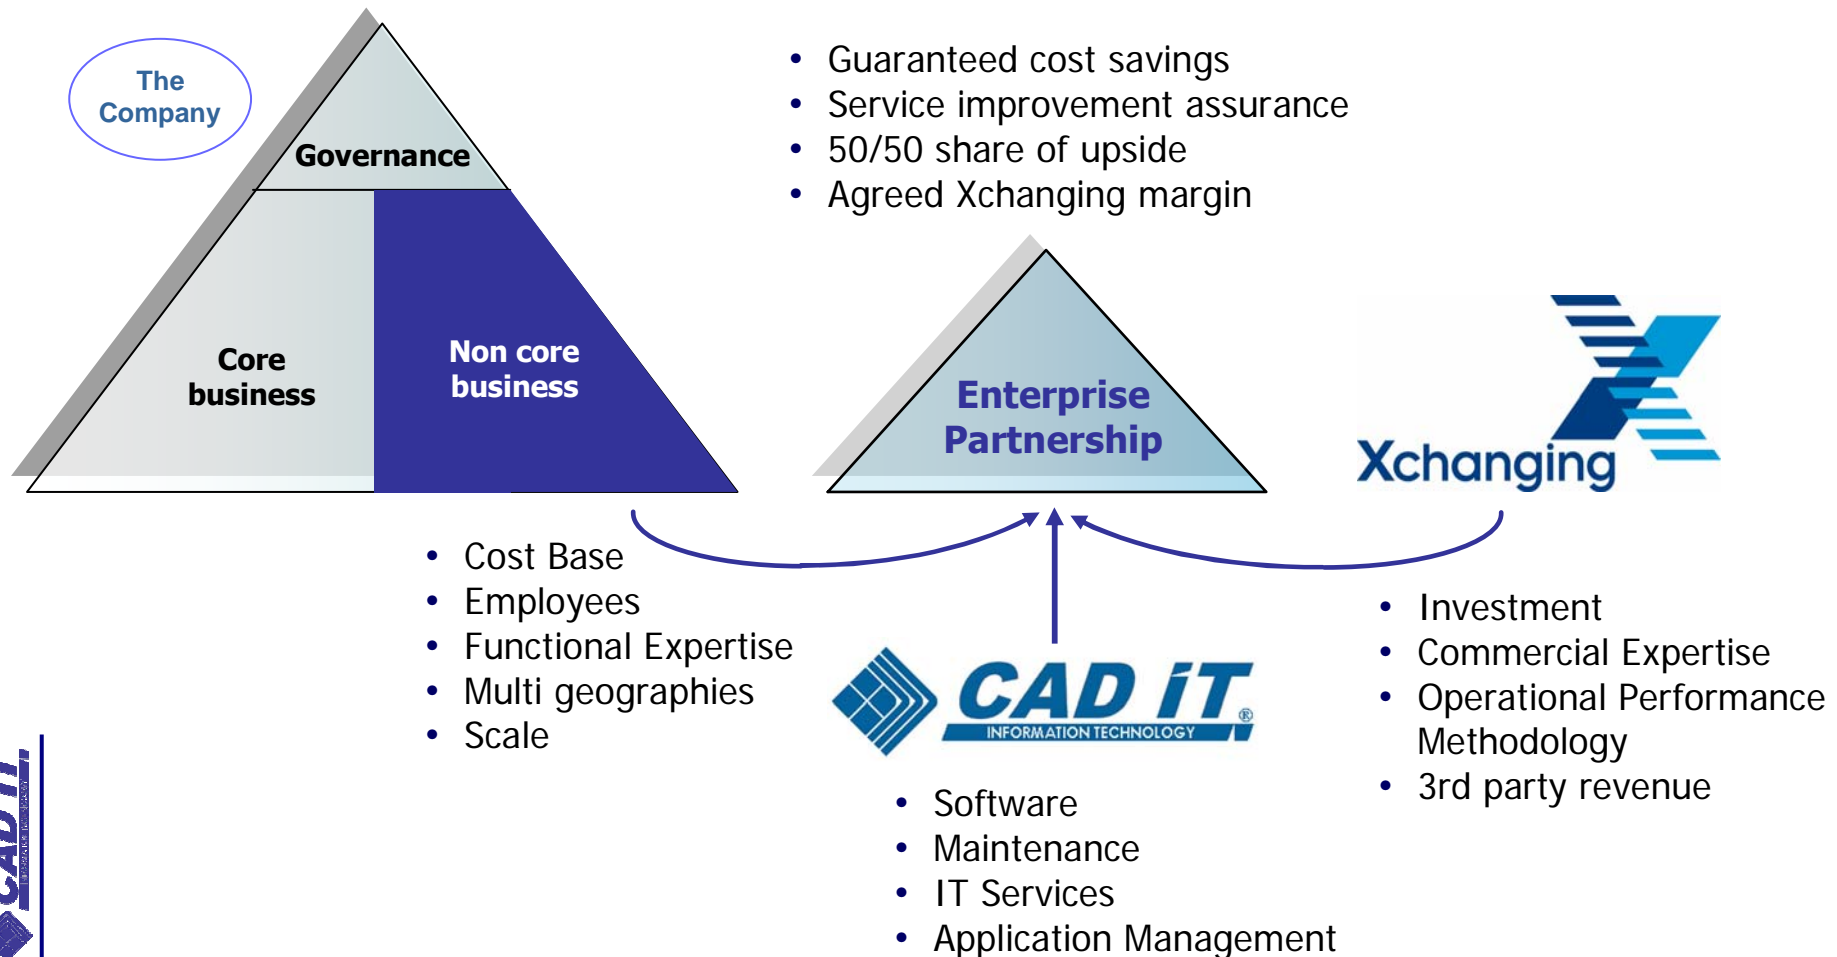 The
Company
Governance
Core
business
Non core
business
• Guaranteed cost savings
• Service improvement assurance
• 50/50 share of upside
• Agreed Xchanging margin
Enterprise
Partnership
Xchanging
• Cost Base
• Employees
• Functional Expertise
• Multi geographies
• Scale
CAD iT®
INFORMATION TECHNOLOGY
• Software
• Maintenance
• IT Services
• Application Management
• Investment
• Commercial Expertise
• Operational Performance
Methodology
• 3rd party revenue
CAD iT